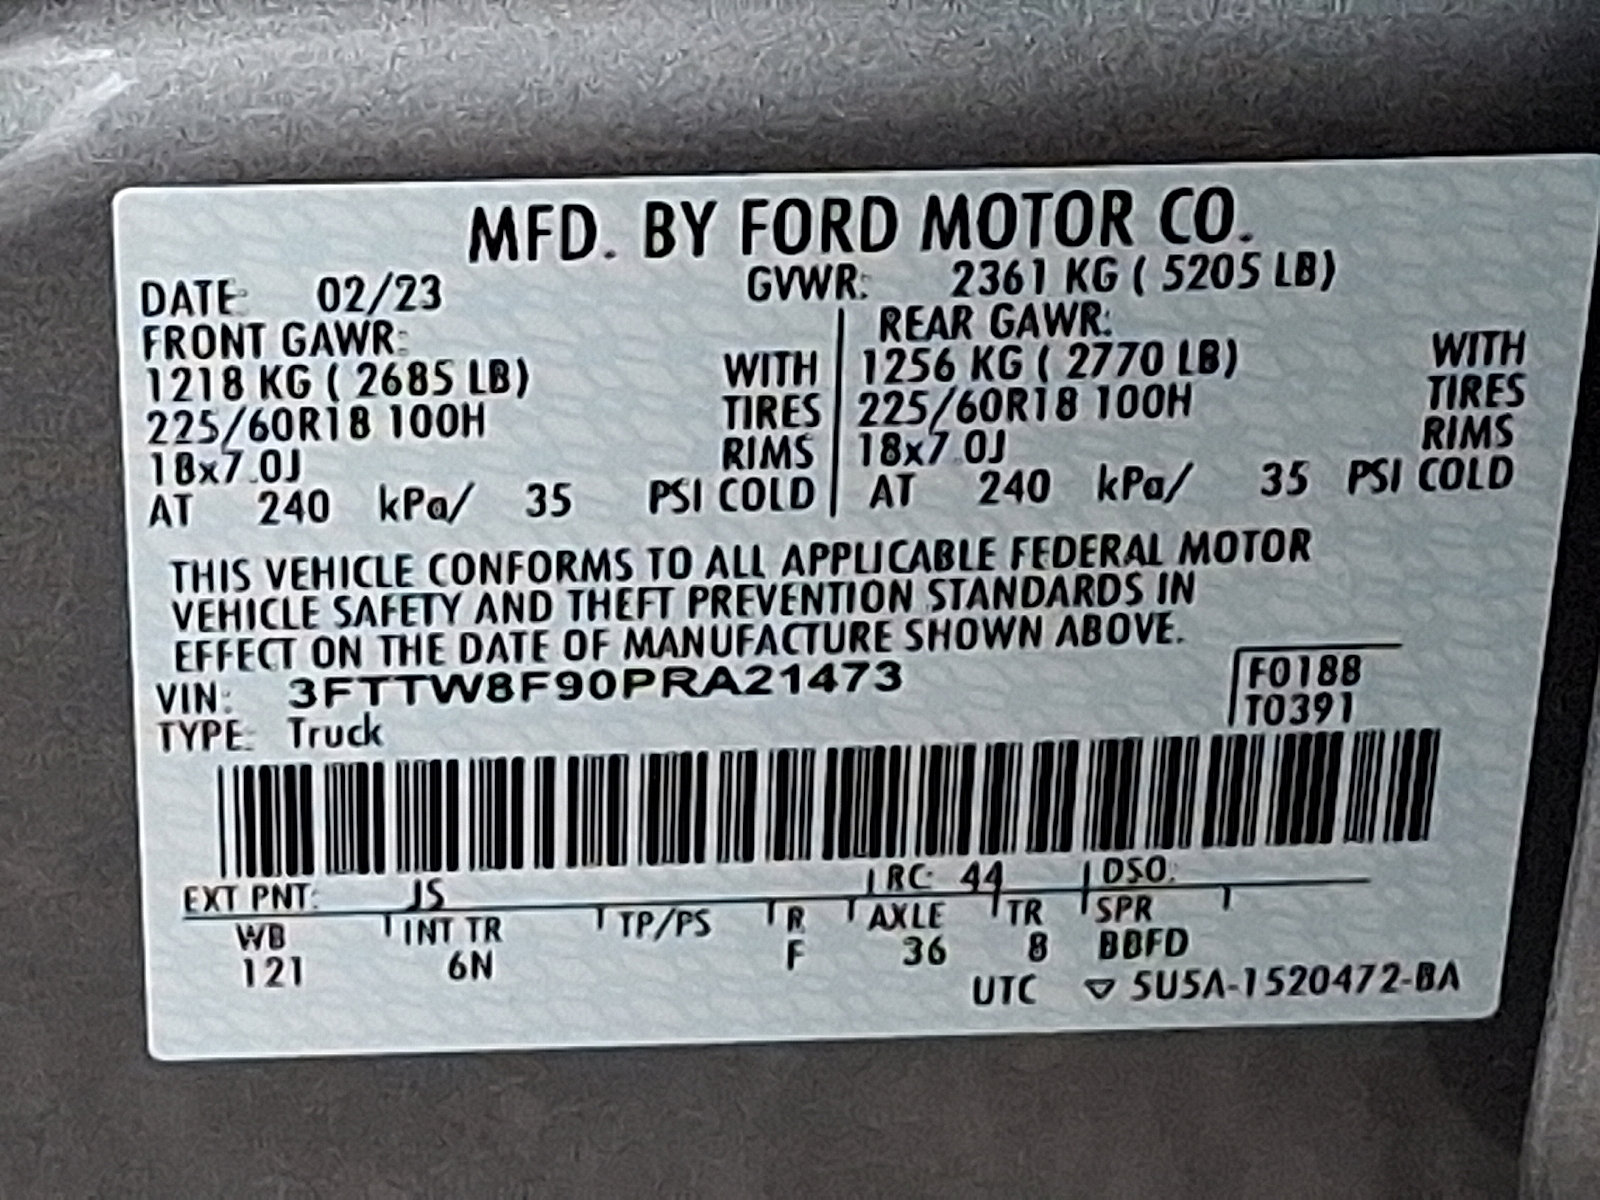 MFD. BY FORD MOTOR CO.
DATE: 02/23 GVWR: 2361 KG ( 5205 LB)
FRONT GAWR: REAR GAWR:
1218 KG ( 2685 LB) WITH 1256 KG ( 2770 LB) WITH
225/60R18 100H TIRES 225/60R18 100H TIRES
18x7.0J RIMS 18x7.0J RIMS
AT 240 kPa/ 35 PSI COLD AT 240 kPa/ 35 PSI COLD
THIS VEHICLE CONFORMS TO ALL APPLICABLE FEDERAL MOTOR
VEHICLE SAFETY AND THEFT PREVENTION STANDARDS IN
EFFECT ON THE DATE OF MANUFACTURE SHOWN ABOVE.
VIN: 3FTTW8F90PRA21473 F0188
TYPE: Truck T0391
EXT PNT: JS RC: 44 DSO:
WB INT TR TP/PS R AXLE TR SPR
121 6N F 36 8 BBFD
UTC ▽ 5U5A-1520472-BA